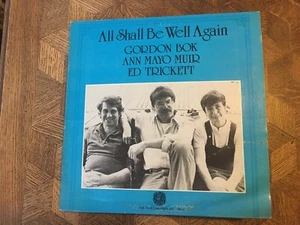 All Shall Be Well Again
GORDON BOK
ANN MAYO MUIR
ED TRICKETT